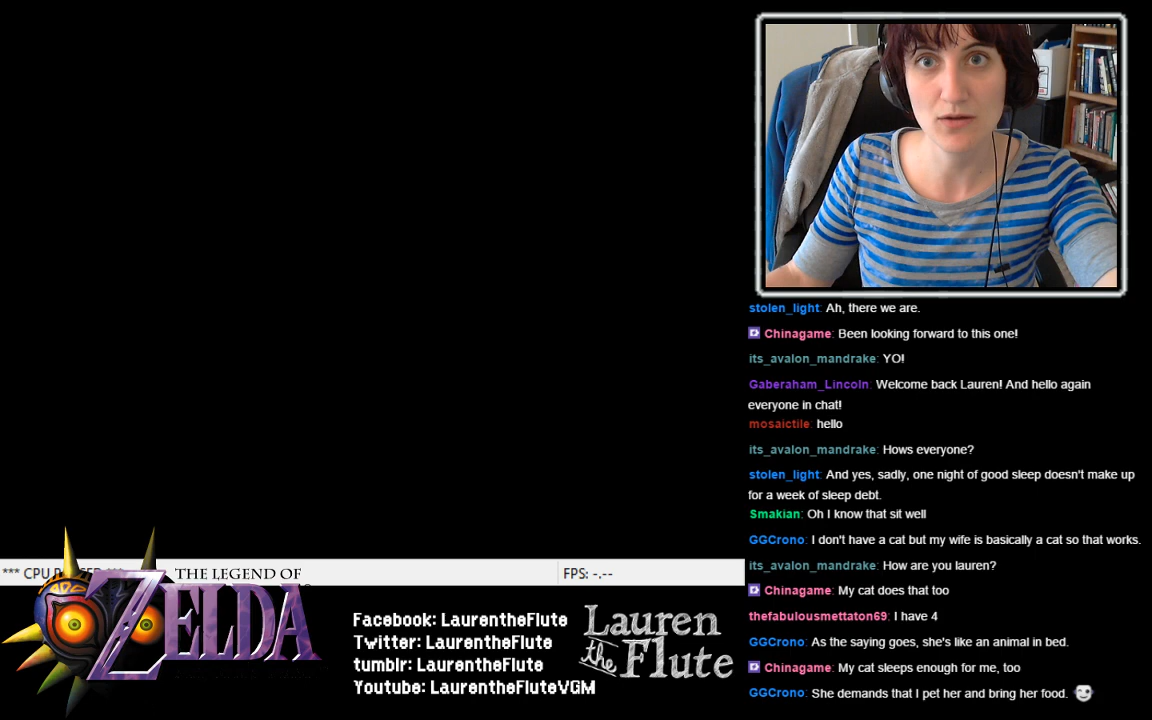 stolen_light: Ah, there we are.
Chinagame: Been looking forward to this one!
its_avalon_mandrake: YO!
Gaberaham_Lincoln: Welcome back Lauren! And hello again
everyone in chat!
mosaictile: hello
its_avalon_mandrake: Hows everyone?
stolen_light: And yes, sadly, one night of good sleep doesn't make up
for a week of sleep debt.
Smakian: Oh I know that sit well
GGCrono: I don't have a cat but my wife is basically a cat so that works.
its_avalon_mandrake: How are you lauren?
Chinagame: My cat does that too
thefabulousmettaton69: I have 4
GGCrono: As the saying goes, she's like an animal in bed.
Chinagame: My cat sleeps enough for me, too
GGCrono: She demands that I pet her and bring her food.
*** CPU
FPS: -.--
THE LEGEND OF
ZELDA
Facebook: LaurentheFlute
Twitter: LaurentheFlute
tumblr: LaurentheFlute
Youtube: LaurentheFluteVGM
Lauren
the Flute